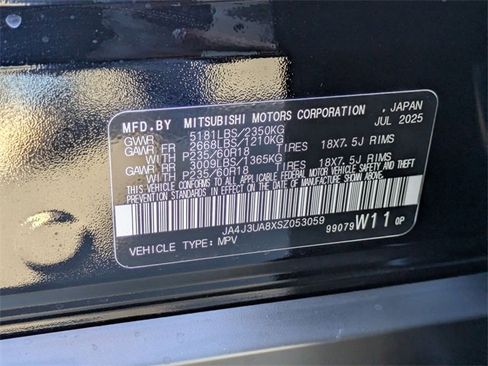 MFD.BY MITSUBISHI MOTORS CORPORATION , JAPAN
GVWR 5181LBS/2350KG JUL 2025
GAWR FR 2668LBS/1210KG
WITH P235/60R18 TIRES 18X7.5J RIMS
GAWR RR 3009LBS/1365KG
WITH P235/60R18 TIRES 18X7.5J RIMS
THIS VEHICLE CONFORMS TO ALL APPLICABLE FEDERAL MOTOR VEHICLE SAFETY, BUMPER, AND THEFT
PREVENTION STANDARDS IN EFFECT ON THE DATE OF MANUFACTURE SHOWN ABOVE.
JA4J3UA8XSZ053059
VEHICLE TYPE: MPV 99079 W11 0P